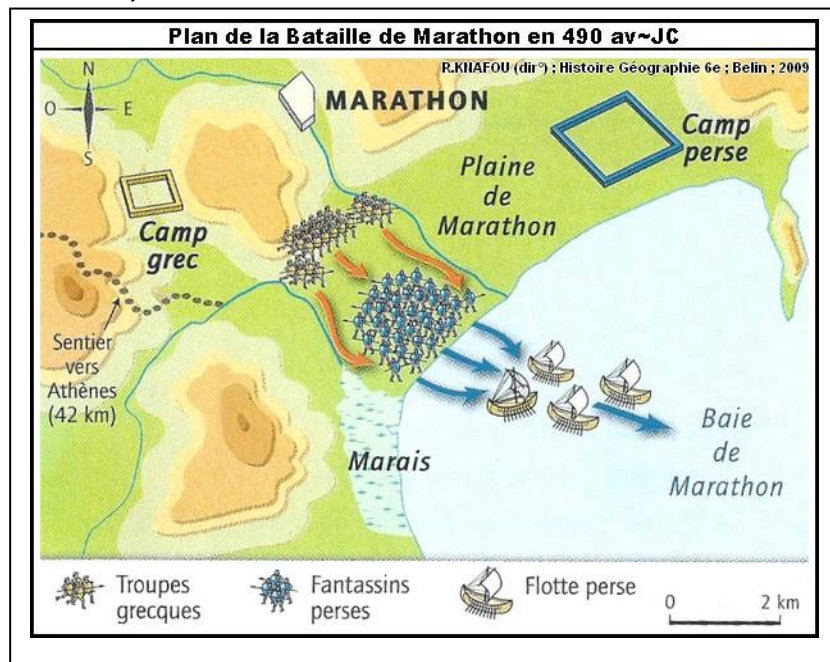 Plan de la Bataille de Marathon en 490 av~JC
R.KNAFOU (dir°) ; Histoire Géographie 6e ; Belin ; 2009
N
O
E
S
MARATHON
Camp
perse
Plaine
de
Marathon
Camp
grec
Sentier
vers
Athènes
(42 km)
Marais
Baie
de
Marathon
Troupes
grecques
Fantassins
perses
Flotte perse
0 2 km